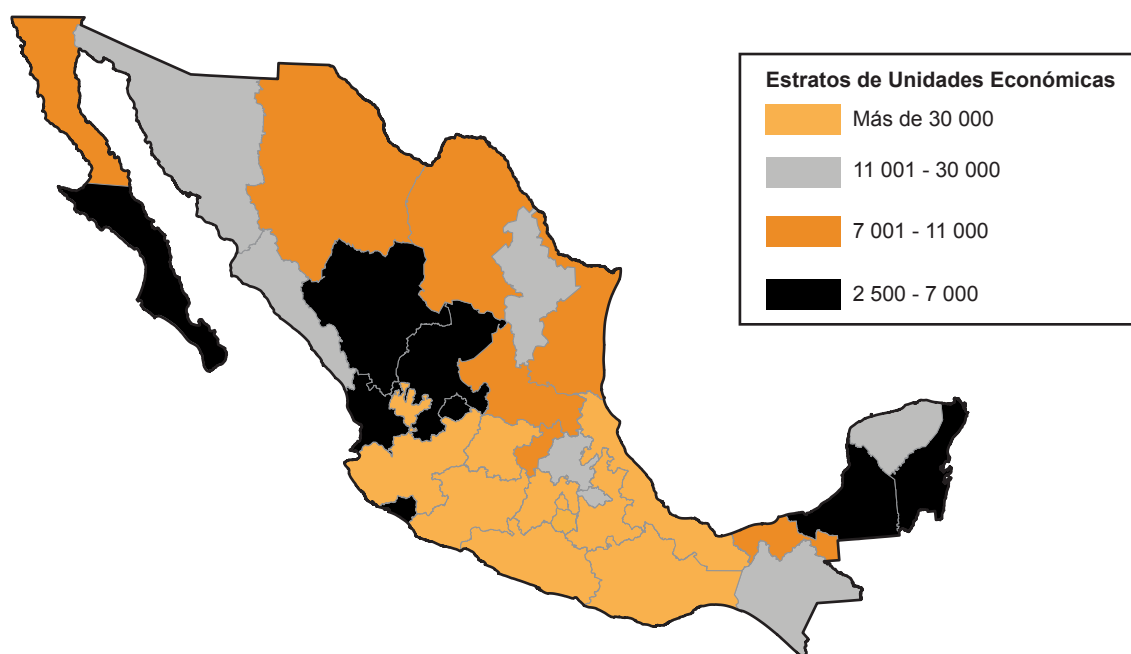 Estratos de Unidades Económicas
Más de 30 000
11 001 - 30 000
7 001 - 11 000
2 500 - 7 000